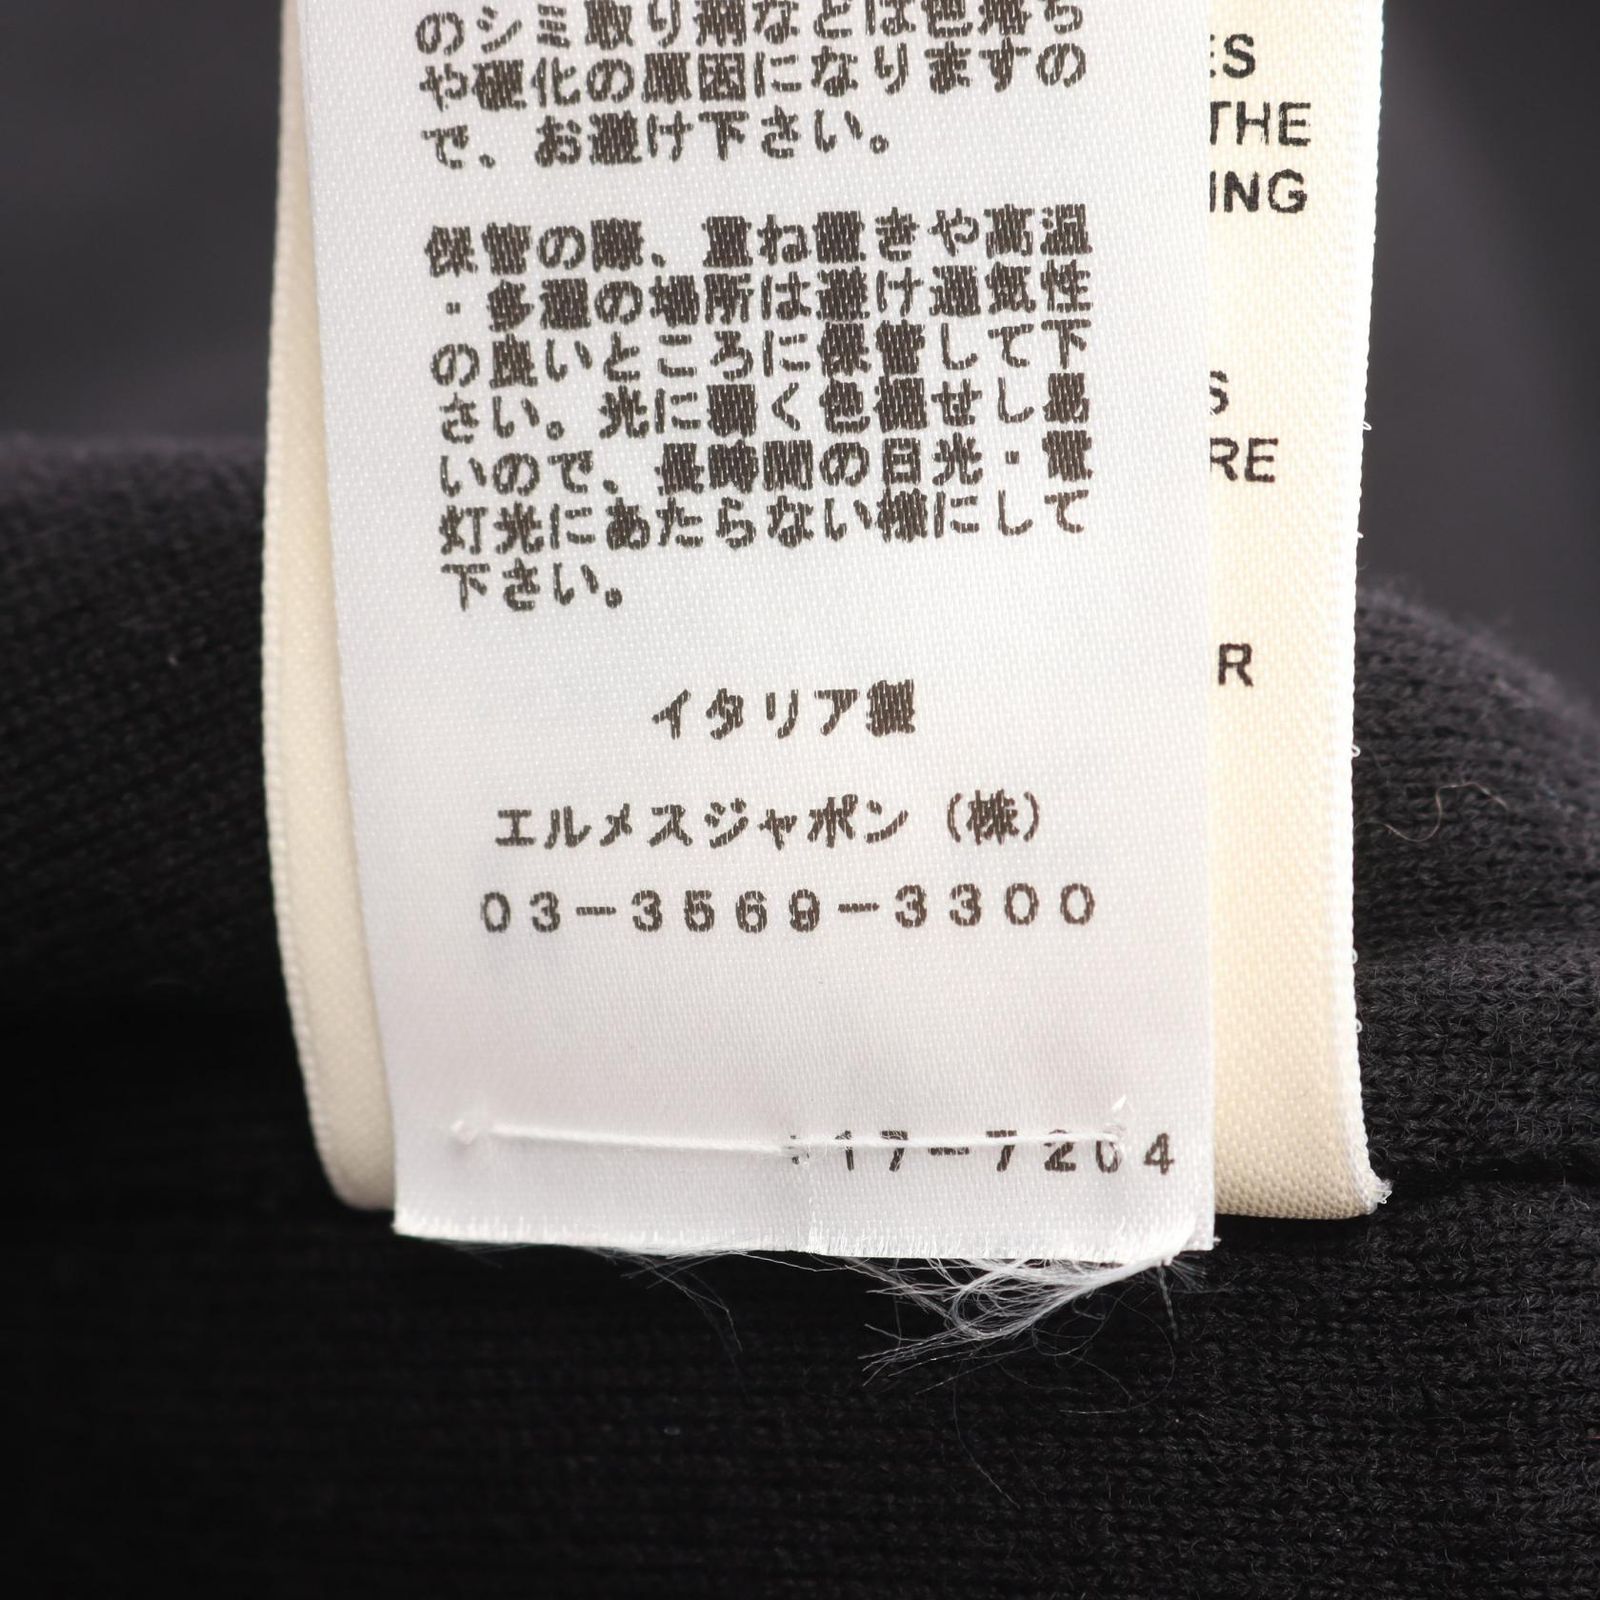 のシミ取り剤などは色落ち
や硬化の原因になりますの
で、お避け下さい。
保管の際、重ね置きや高温
・多湿の場所は避け通気性
の良いところに保管して下
さい。光に弱く色褪せし易
いので、長時間の日光・電
灯光にあたらない様にして
下さい。
イタリア製
エルメスジャポン（株）
03-3569-3300
17-7204
THE
R